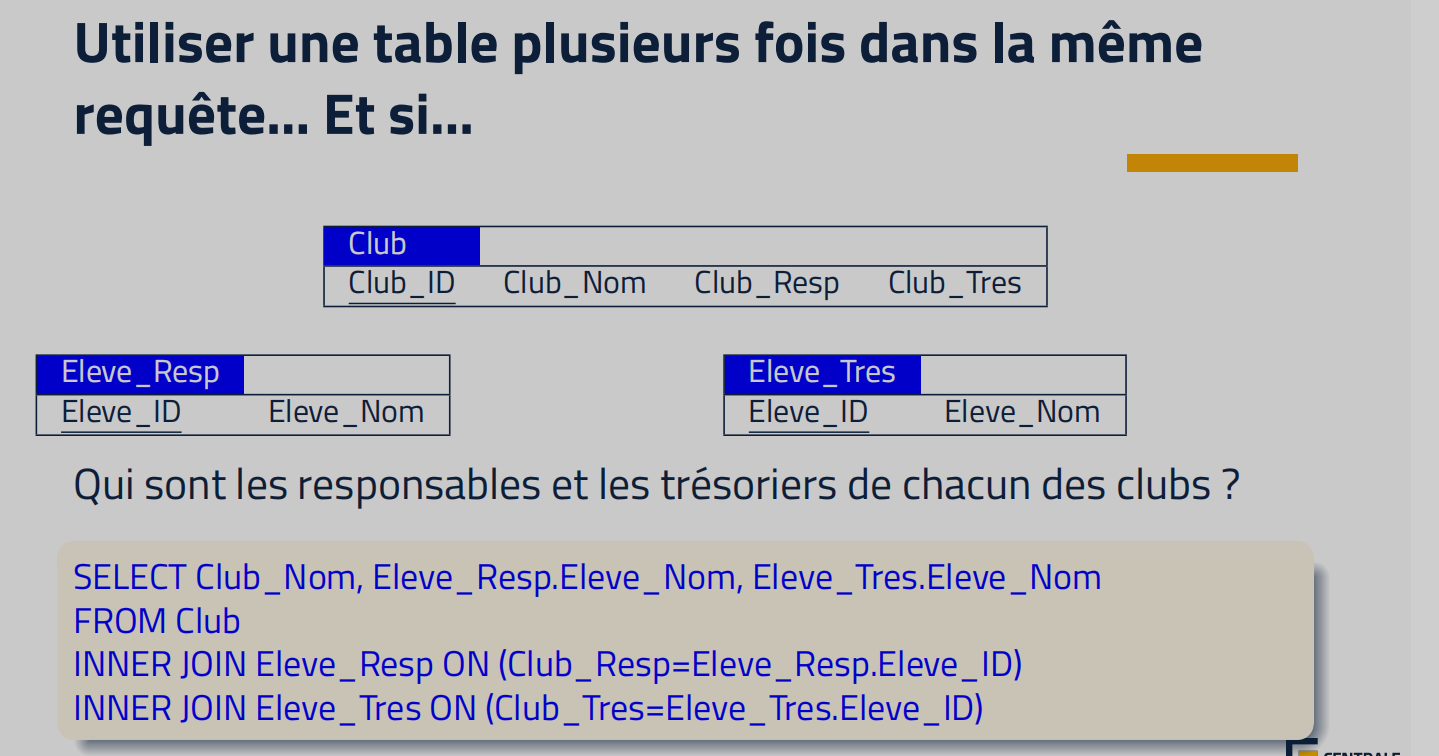 Utiliser une table plusieurs fois dans la même
requête... Et si...
Club
Club_ID Club_Nom Club_Resp Club_Tres
Eleve_Resp
Eleve_ID Eleve_Nom
Eleve_Tres
Eleve_ID Eleve_Nom
Qui sont les responsables et les trésoriers de chacun des clubs ?
SELECT Club_Nom, Eleve_Resp.Eleve_Nom, Eleve_Tres.Eleve_Nom
FROM Club
INNER JOIN Eleve_Resp ON (Club_Resp=Eleve_Resp.Eleve_ID)
INNER JOIN Eleve_Tres ON (Club_Tres=Eleve_Tres.Eleve_ID)
CENTRALE